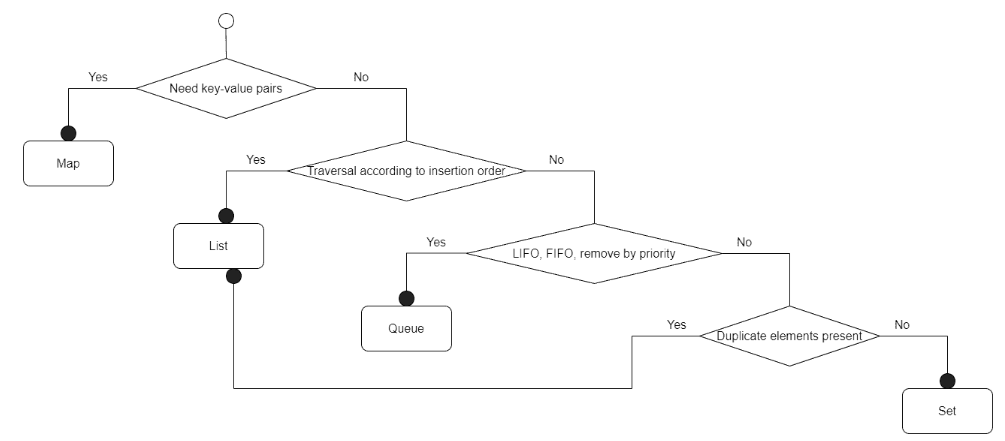 Yes
Need key-value pairs
No
Map
Yes
Traversal according to insertion order
No
List
Yes
LIFO, FIFO, remove by priority
No
Queue
Yes
Duplicate elements present
No
Set